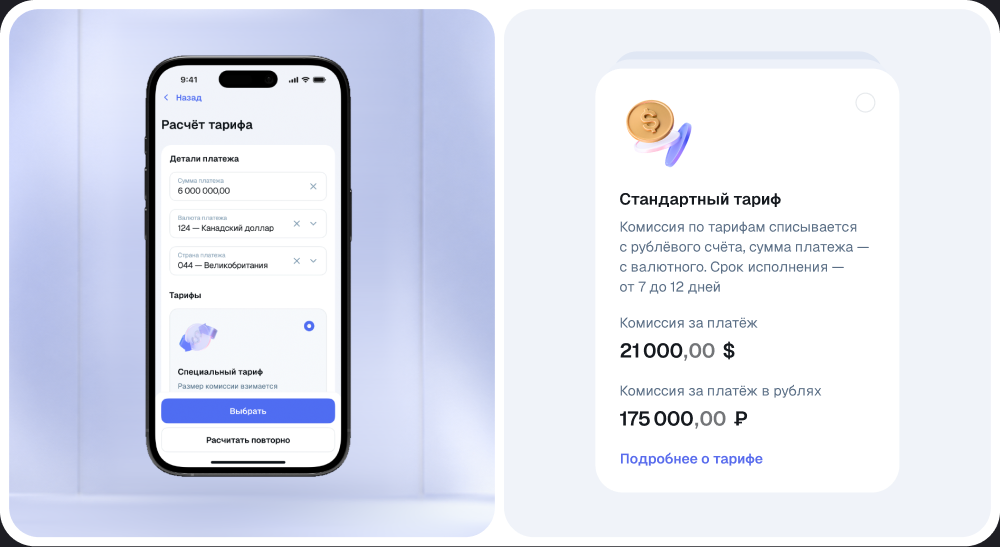 9:41
Назад
Расчёт тарифа
Детали платежа
Сумма платежа
6 000 000,00
Валюта платежа
124 — Канадский доллар
Страна платежа
044 — Великобритания
Тарифы
Специальный тариф
Размер комиссии взимается
Выбрать
Расчитать повторно
Стандартный тариф
Комиссия по тарифам списывается
с рублёвого счёта, сумма платежа —
с валютного. Срок исполнения —
от 7 до 12 дней
Комиссия за платёж
21 000,00 $
Комиссия за платёж в рублях
175 000,00 ₽
Подробнее о тарифе